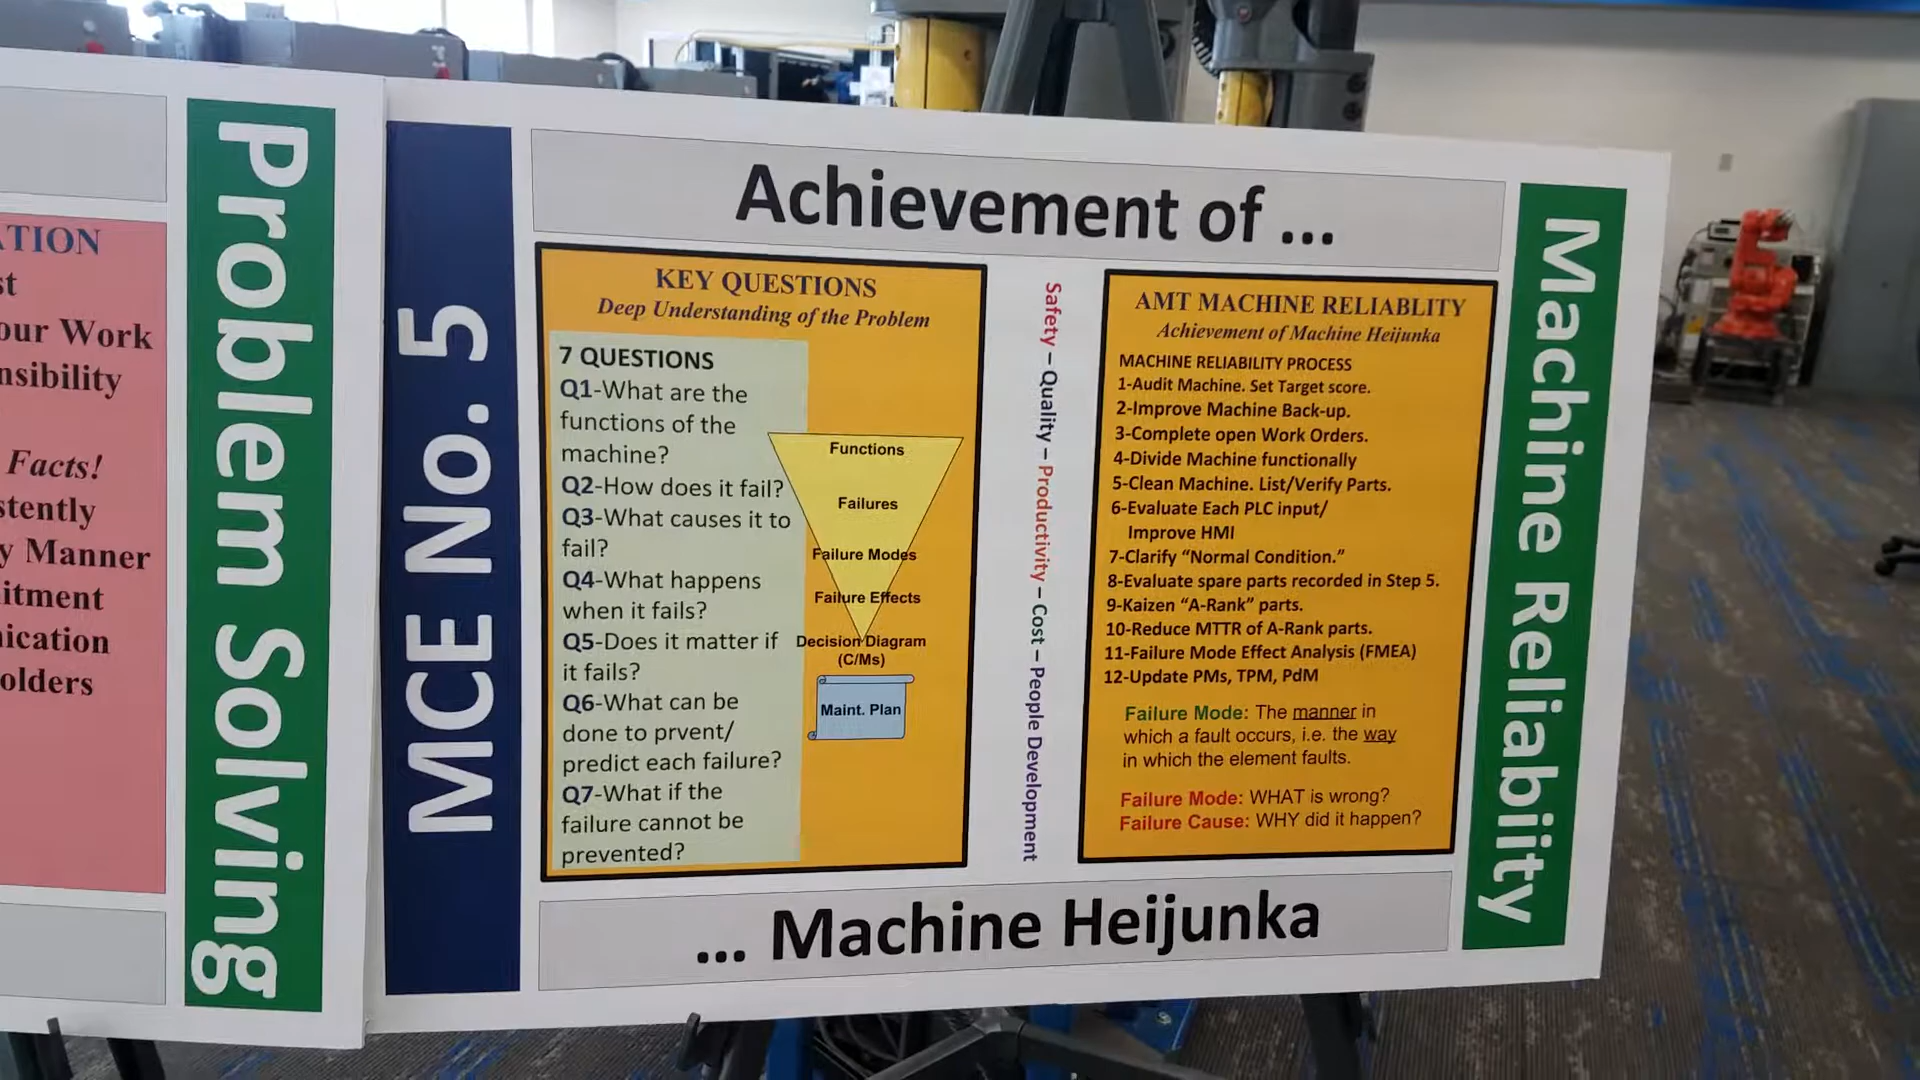 ATION
our Work
Facts!
y Manner
Problem Solving
MCE No. 5
Achievement of ...
KEY QUESTIONS
Deep Understanding of the Problem
7 QUESTIONS
Q1-What are the
functions of the
machine?
Q2-How does it fail?
Q3-What causes it to
fail?
Q4-What happens
when it fails?
Q5-Does it matter if
it fails?
Q6-What can be
done to prvent/
predict each failure?
Q7-What if the
failure cannot be
prevented?
Functions
Failures
Failure Modes
Failure Effects
Decision Diagram
(C/Ms)
Maint. Plan
Safety – Quality – Productivity – Cost – People Development
AMT MACHINE RELIABLITY
Achievement of Machine Heijunka
MACHINE RELIABILITY PROCESS
1-Audit Machine. Set Target score.
2-Improve Machine Back-up.
3-Complete open Work Orders.
4-Divide Machine functionally
5-Clean Machine. List/Verify Parts.
6-Evaluate Each PLC input/
Improve HMI
7-Clarify “Normal Condition.”
8-Evaluate spare parts recorded in Step 5.
9-Kaizen “A-Rank” parts.
10-Reduce MTTR of A-Rank parts.
11-Failure Mode Effect Analysis (FMEA)
12-Update PMs, TPM, PdM
Failure Mode: The manner in
which a fault occurs, i.e. the way
in which the element faults.
Failure Mode: WHAT is wrong?
Failure Cause: WHY did it happen?
Machine Reliability
... Machine Heijunka